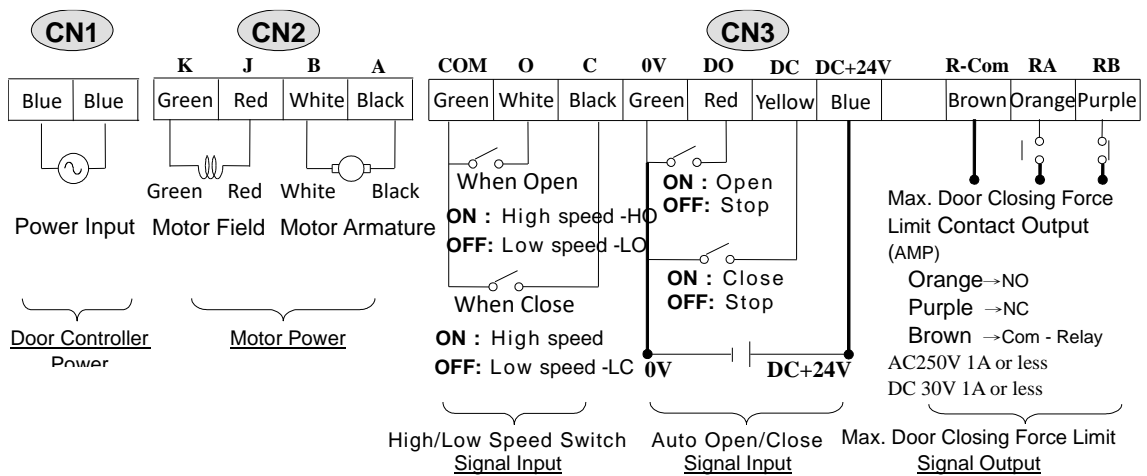 CN1 CN2 CN3
K J B A COM O C 0V DO DC DC+24V R-Com RA RB
Blue Blue Green Red White Black Green White Black Green Red Yellow Blue Brown Orange Purple
Green Red White Black
Power Input Motor Field Motor Armature
When Open
ON : High speed -HO
OFF: Low speed -LO
When Close
ON : High speed
OFF: Low speed -LC
ON : Open
OFF: Stop
ON : Close
OFF: Stop
0V DC+24V
Max. Door Closing Force
Limit Contact Output
(AMP)
Orange→NO
Purple →NC
Brown →Com - Relay
AC250V 1A or less
DC 30V 1A or less
Door Controller
Power
Motor Power
High/Low Speed Switch
Signal Input
Auto Open/Close
Signal Input
Max. Door Closing Force Limit
Signal Output